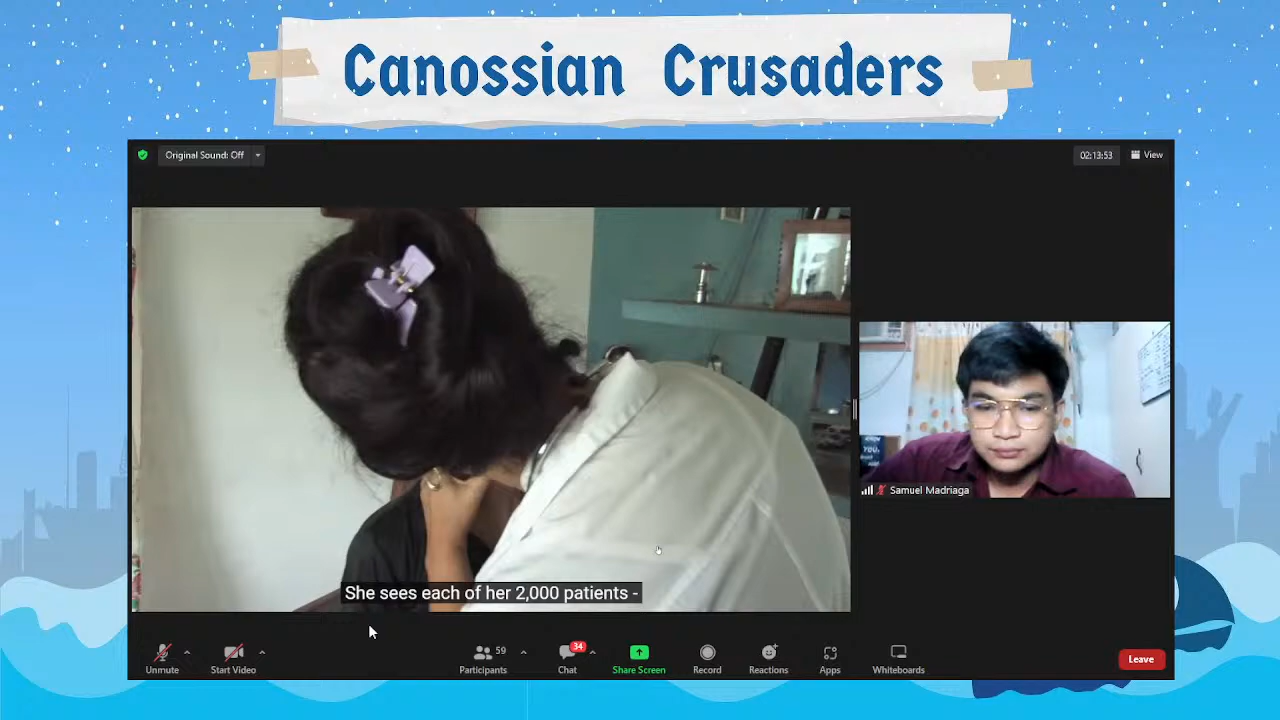 Canossian Crusaders
Original Sound: Off
02:13:53
View
She sees each of her 2,000 patients -
Samuel Madriaga
Unmute
Start Video
59
Participants
34
Chat
Share Screen
Record
Reactions
Apps
Whiteboards
Leave